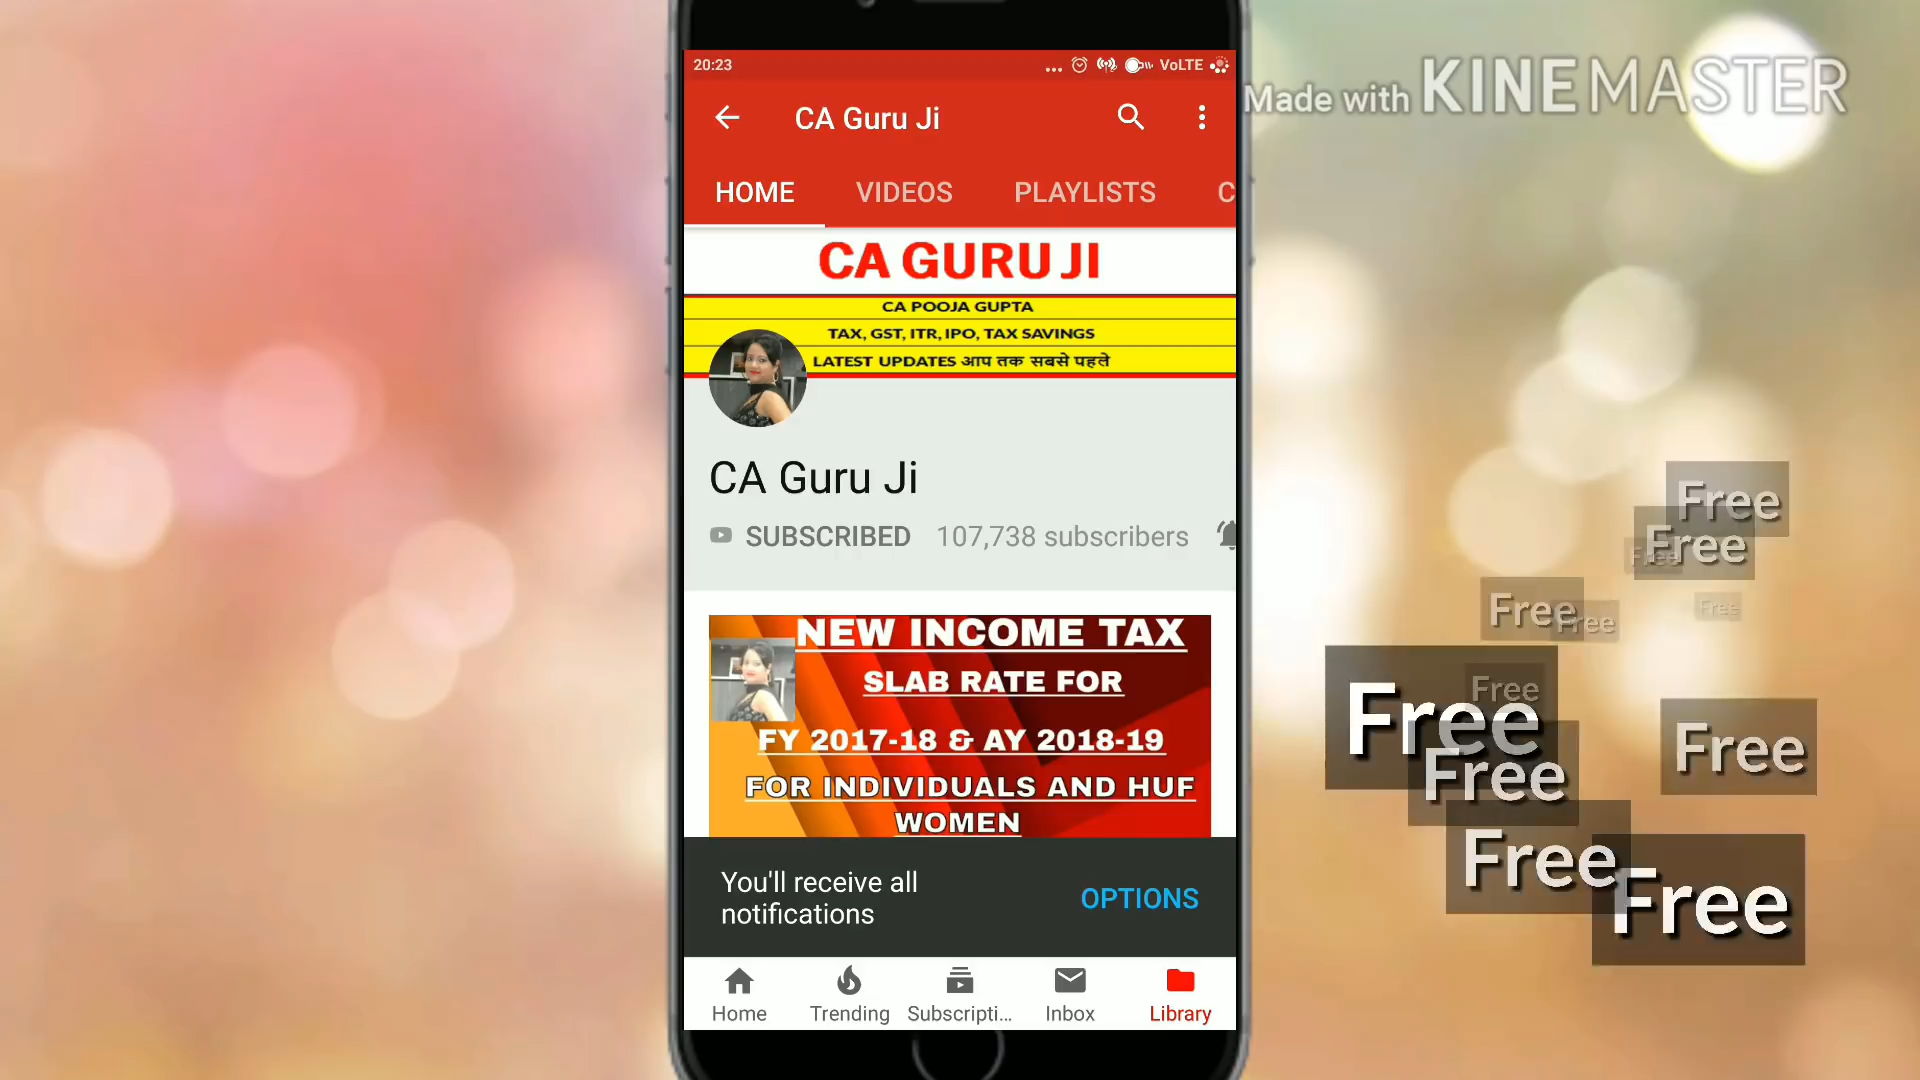 20:23
... VoLTE
Made with KINEMASTER
CA Guru Ji
HOME VIDEOS PLAYLISTS C
CA GURU JI
CA POOJA GUPTA
TAX, GST, ITR, IPO, TAX SAVINGS
LATEST UPDATES आप तक सबसे पहले
CA Guru Ji
SUBSCRIBED 107,738 subscribers
NEW INCOME TAX
SLAB RATE FOR
FY 2017-18 & AY 2018-19
FOR INDIVIDUALS AND HUF
WOMEN
You'll receive all
notifications
OPTIONS
Home Trending Subscripti... Inbox Library
Free
Free
Free
Free
Free
Free
Free
Free
Free
Free
Free
Free